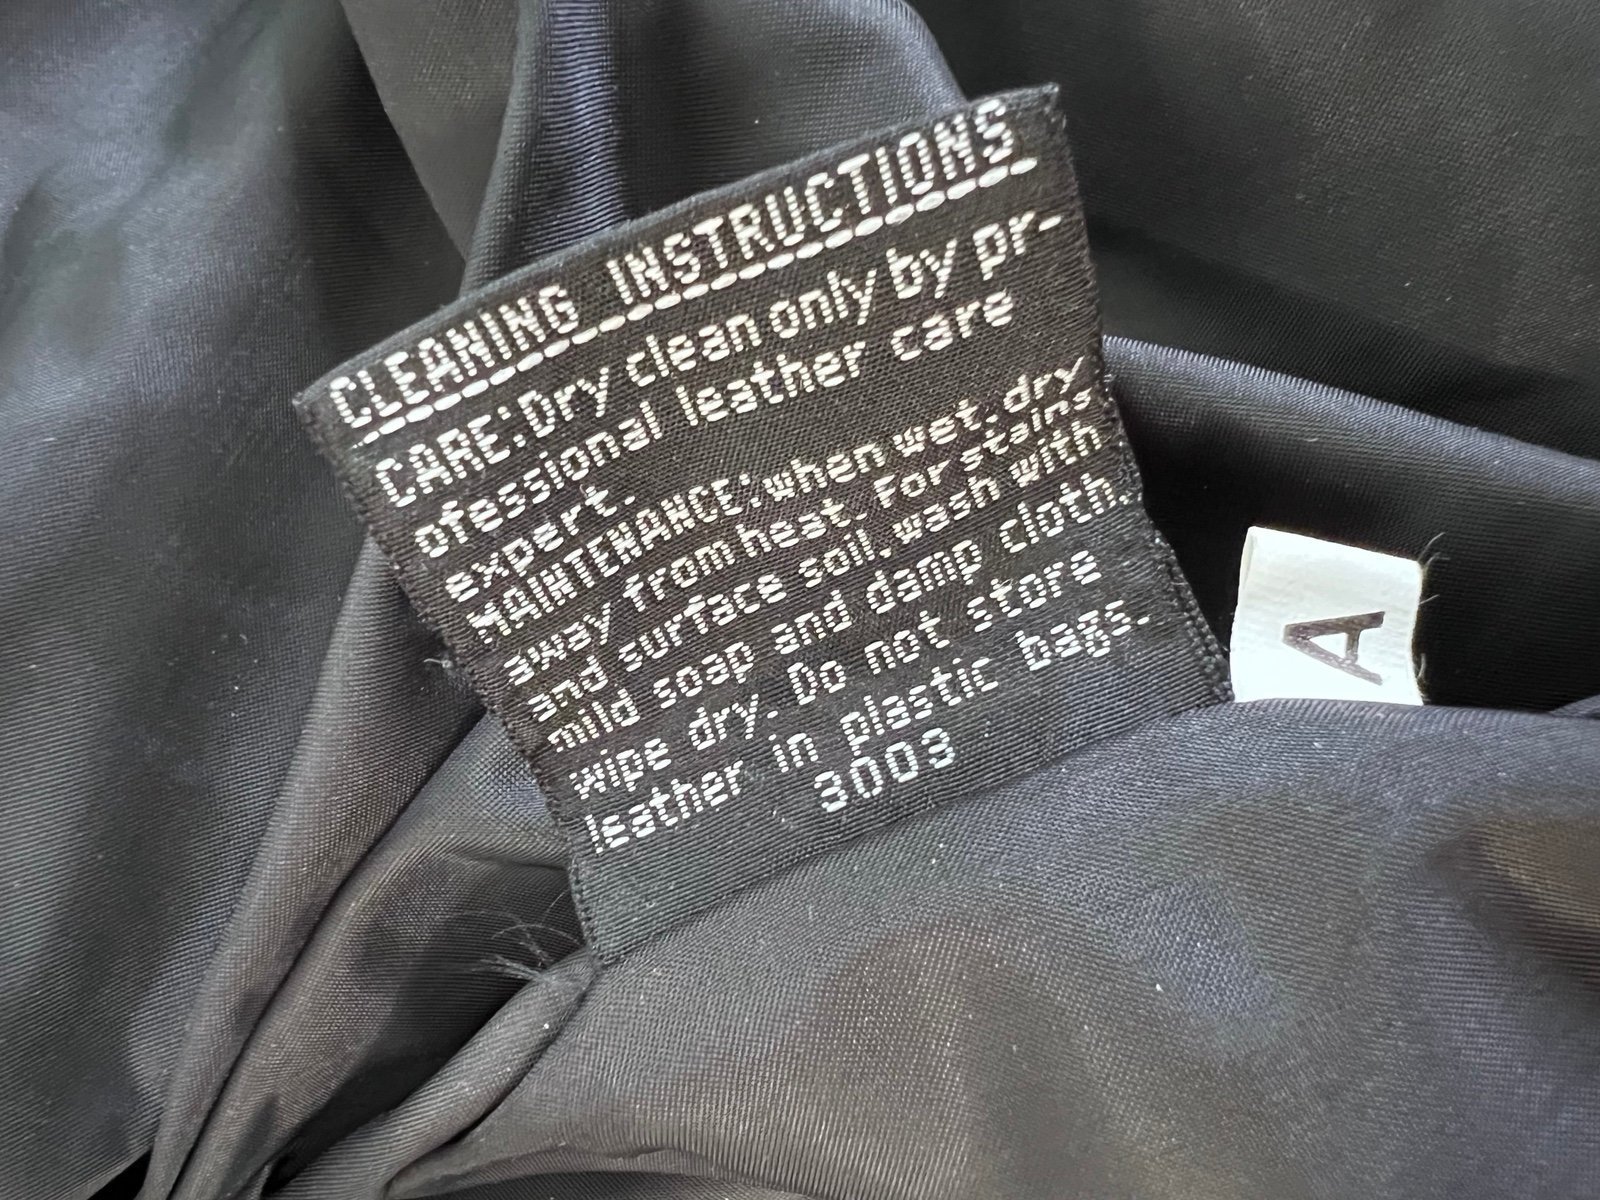 CLEANING INSTRUCTIONS
CARE:Dry clean only by pr-
ofessional leather care
expert.
MAINTENANCE:when wet.dry
away from heat. For stains
and surface soil.wash with
mild soap and damp cloth.
wipe dry. Do not store
leather in plastic bags.
8003
A